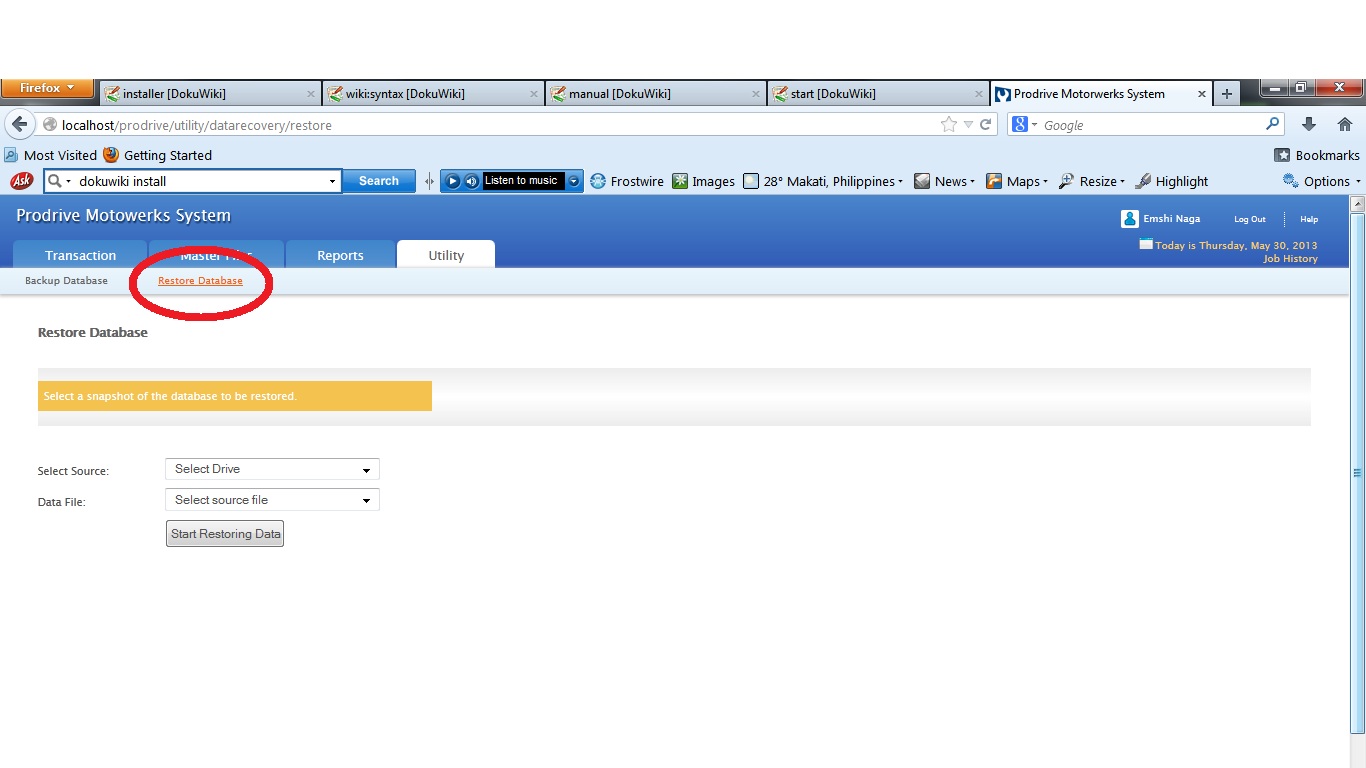 Firefox
installer [DokuWiki]
wiki:syntax [DokuWiki]
manual [DokuWiki]
start [DokuWiki]
Prodrive Motorwerks System
localhost/prodrive/utility/datarecovery/restore
Google
Most Visited Getting Started
Bookmarks
Ask dokuwiki install Search Listen to music Frostwire Images 28° Makati, Philippines News Maps Resize Highlight Options
Prodrive Motowerks System
Emshi Naga Log Out Help
Today is Thursday, May 30, 2013
Job History
Transaction Master Reports Utility
Backup Database Restore Database
Restore Database
Select a snapshot of the database to be restored.
Select Source: Select Drive
Data File: Select source file
Start Restoring Data